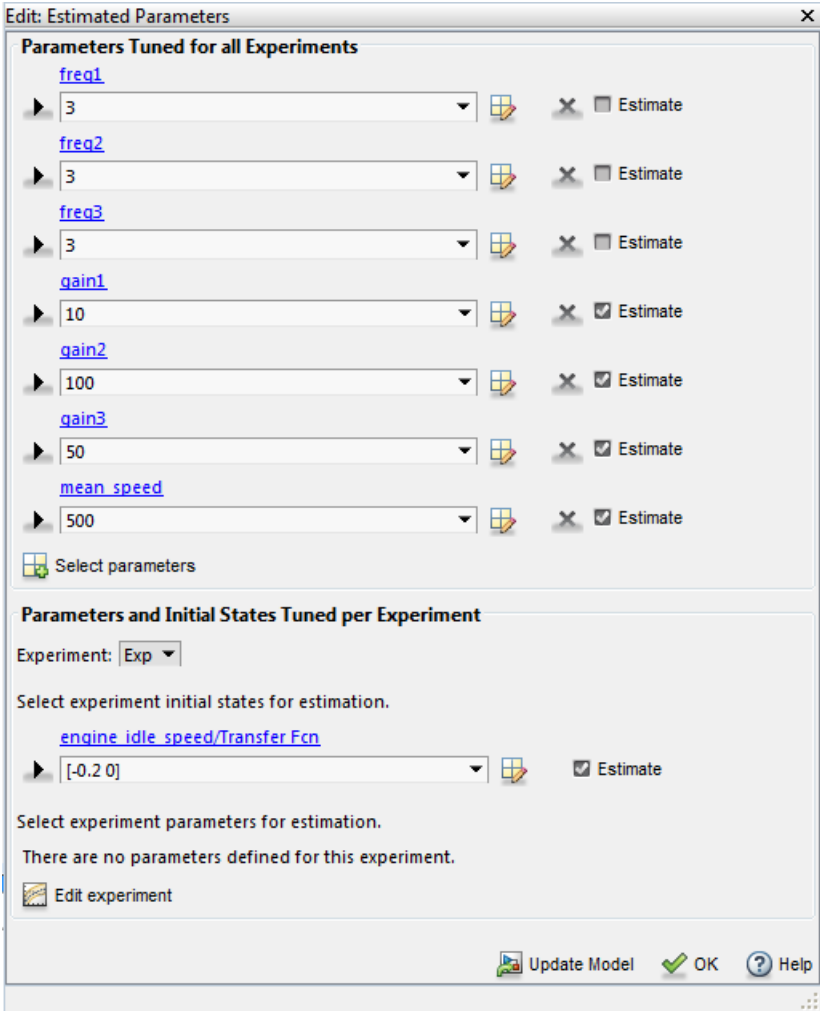 Edit: Estimated Parameters
Parameters Tuned for all Experiments
freq1
3 Estimate
freq2
3 Estimate
freq3
3 Estimate
gain1
10 Estimate
gain2
100 Estimate
gain3
50 Estimate
mean_speed
500 Estimate
Select parameters
Parameters and Initial States Tuned per Experiment
Experiment: Exp
Select experiment initial states for estimation.
engine_idle_speed/Transfer Fcn
[-0.2 0] Estimate
Select experiment parameters for estimation.
There are no parameters defined for this experiment.
Edit experiment
Update Model OK Help